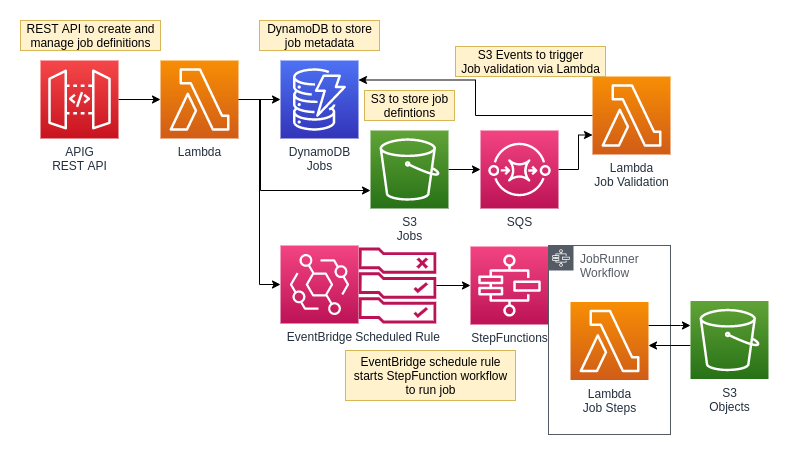 REST API to create and
manage job definitions
DynamoDB to store
job metadata
S3 Events to trigger
Job validation via Lambda
S3 to store job
defintions
APIG
REST API
Lambda
DynamoDB
Jobs
Lambda
Job Validation
S3
Jobs
SQS
JobRunner
Workflow
EventBridge Scheduled Rule
StepFunctions
EventBridge schedule rule
starts StepFunction workflow
to run job
Lambda
Job Steps
S3
Objects